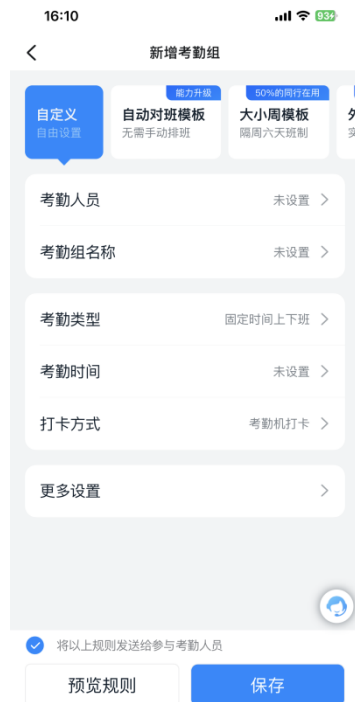 16:10
93
新增考勤组
能力升级
50%的同行在用
自定义
自动对班模板
大小周模板
自由设置
无需手动排班
隔周六天班制
考勤人员
未设置
考勤组名称
未设置
考勤类型
固定时间上下班
考勤时间
未设置
打卡方式
考勤机打卡
更多设置
将以上规则发送给参与考勤人员
预览规则
保存